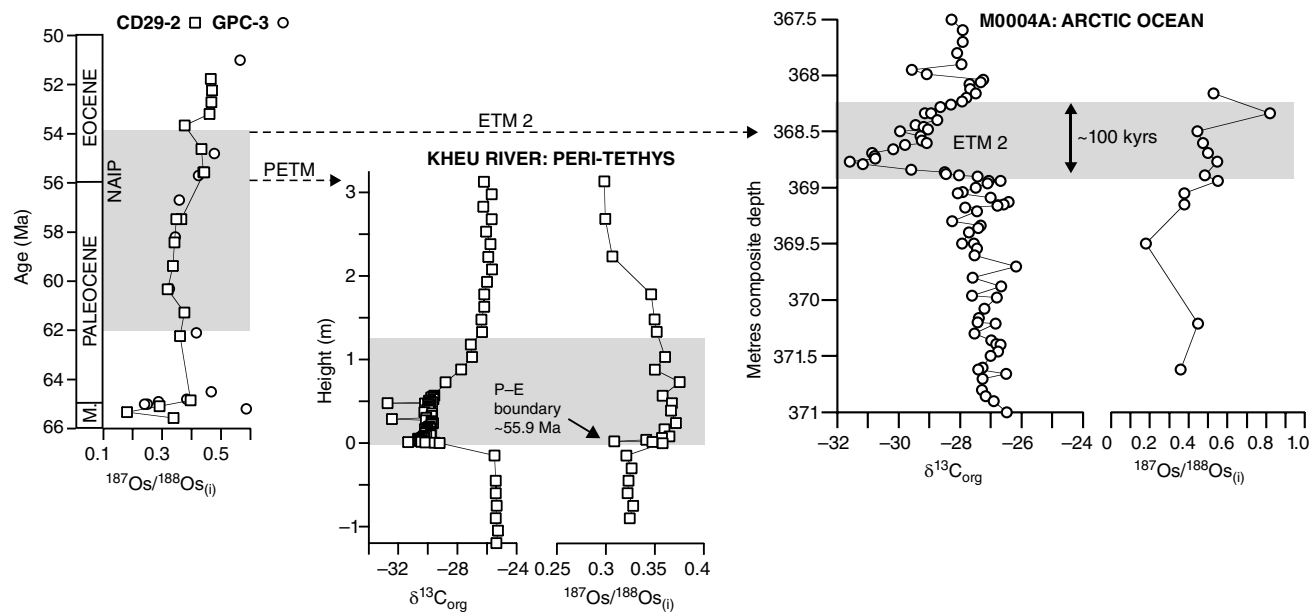 CD29-2 GPC-3
50
52
54
56
58
60
62
64
66
EOCENE
PALEOCENE
M.
NAIP
Age (Ma)
0.1 0.3 0.5
187Os/188Os(i)
ETM 2
PETM
KHEU RIVER: PERI-TETHYS
3
2
1
0
–1
Height (m)
P–E
boundary
~55.9 Ma
–32 –28 –24
δ13Corg
0.25 0.3 0.35 0.4
187Os/188Os(i)
M0004A: ARCTIC OCEAN
367.5
368
368.5
369
369.5
370
371.5
371
Metres composite depth
ETM 2
~100 kyrs
–32 –30 –28 –26 –24
δ13Corg
0 0.2 0.4 0.6 0.8 1.0
187Os/188Os(i)